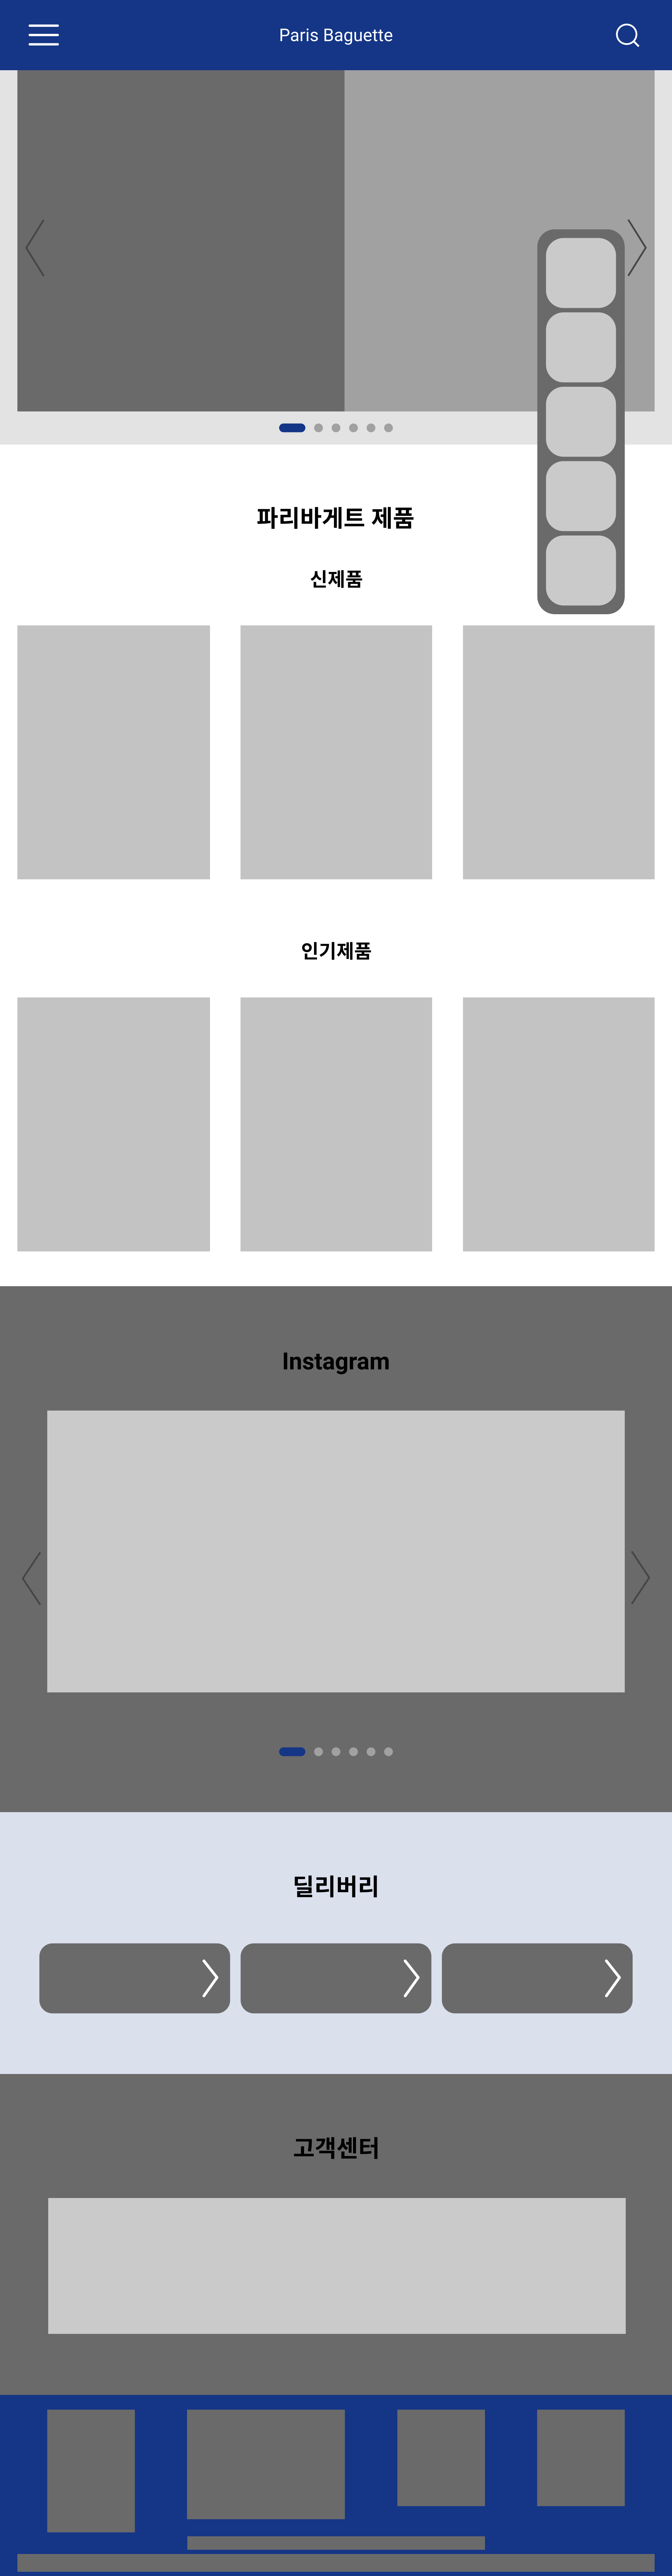 Paris Baguette
파리바게트 제품
신제품
인기제품
Instagram
딜리버리
고객센터